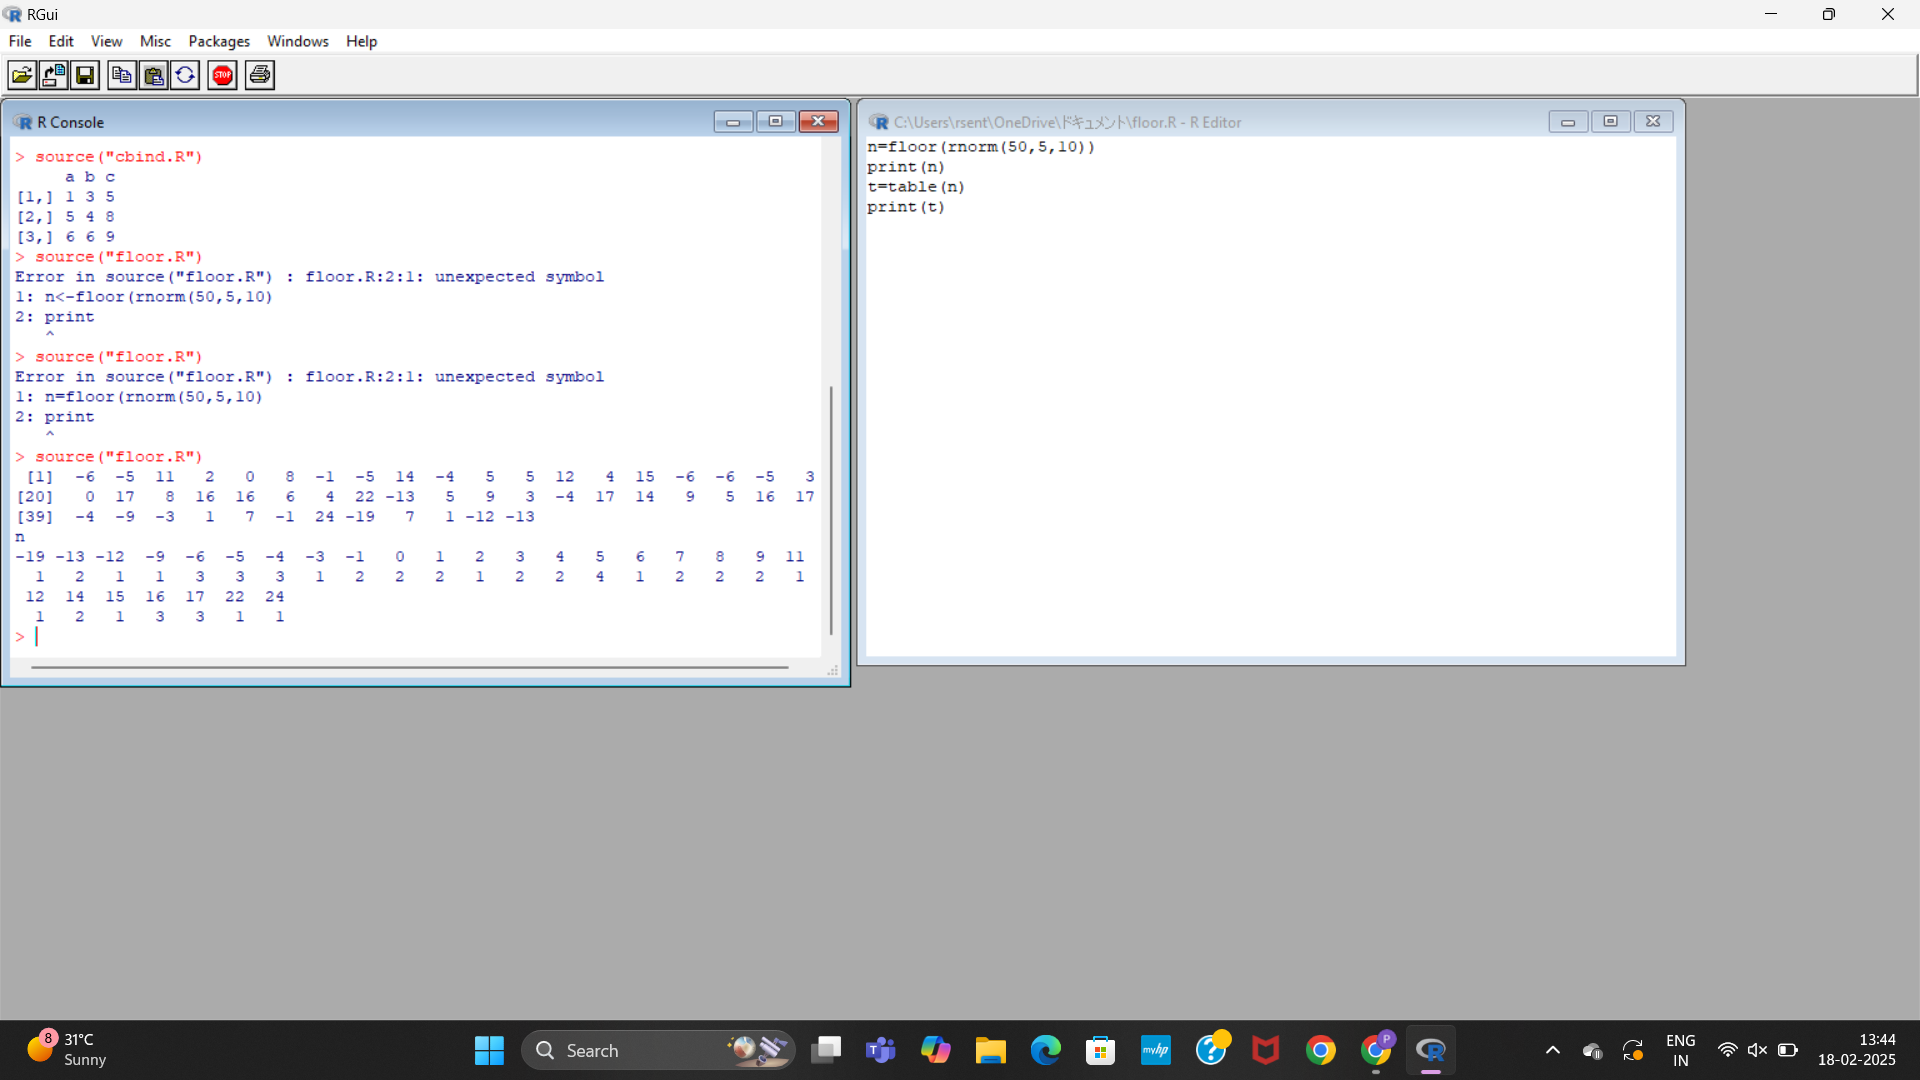 RGui
File Edit View Misc Packages Windows Help
STOP
R Console
> source("cbind.R")
     a b c
[1,] 1 3 5
[2,] 5 4 8
[3,] 6 6 9
> source("floor.R")
Error in source("floor.R") : floor.R:2:1: unexpected symbol
1: n<-floor(rnorm(50,5,10)
2: print
   ^
> source("floor.R")
Error in source("floor.R") : floor.R:2:1: unexpected symbol
1: n=floor(rnorm(50,5,10)
2: print
   ^
> source("floor.R")
 [1]  -6  -5  11   2   0   8  -1  -5  14  -4   5   5  12   4  15  -6  -6  -5   3
[20]   0  17   8  16  16   6   4  22 -13   5   9   3  -4  17  14   9   5  16  17
[39]  -4  -9  -3   1   7  -1  24 -19   7   1 -12 -13
n
-19 -13 -12  -9  -6  -5  -4  -3  -1   0   1   2   3   4   5   6   7   8   9  11
  1   2   1   1   3   3   3   1   2   2   2   1   2   2   4   1   2   2   2   1
 12  14  15  16  17  22  24
  1   2   1   3   3   1   1
>
C:\Users\rsent\OneDrive\ドキュメント\floor.R - R Editor
n=floor(rnorm(50,5,10))
print(n)
t=table(n)
print(t)
8
31°C
Sunny
Search
myhp
P
ENG
IN
13:44
18-02-2025